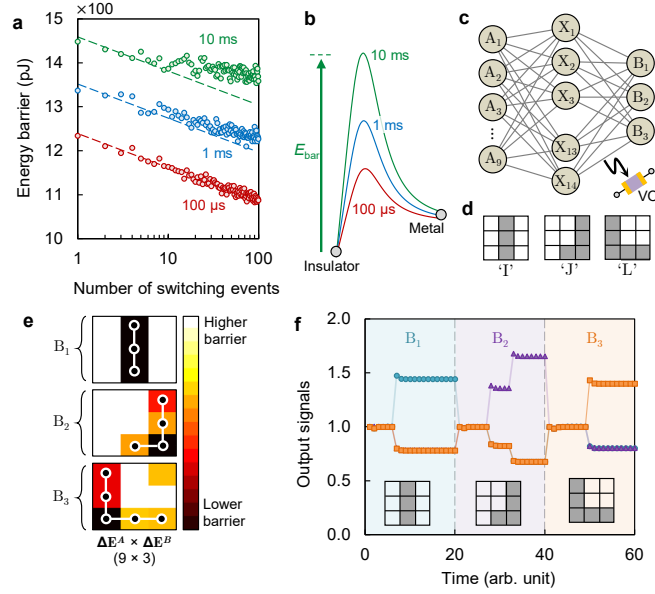 a
×100
Energy barrier (pJ)
14
13
12
11
10
1
10
100
Number of switching events
10 ms
1 ms
100 μs
b
E_bar
10 ms
1 ms
100 μs
Metal
Insulator
c
A₁
A₂
A₃
⋮
A₉
X₁
X₂
X₃
X₁₃
X₁₄
B₁
B₂
B₃
VO
d
'I'
'J'
'L'
e
B₁
B₂
B₃
Higher
barrier
Lower
barrier
ΔEᴬ × ΔEᴮ
(9 × 3)
f
Output signals
2.0
1.5
1.0
0.5
0.0
B₁
B₂
B₃
0
20
40
60
Time (arb. unit)